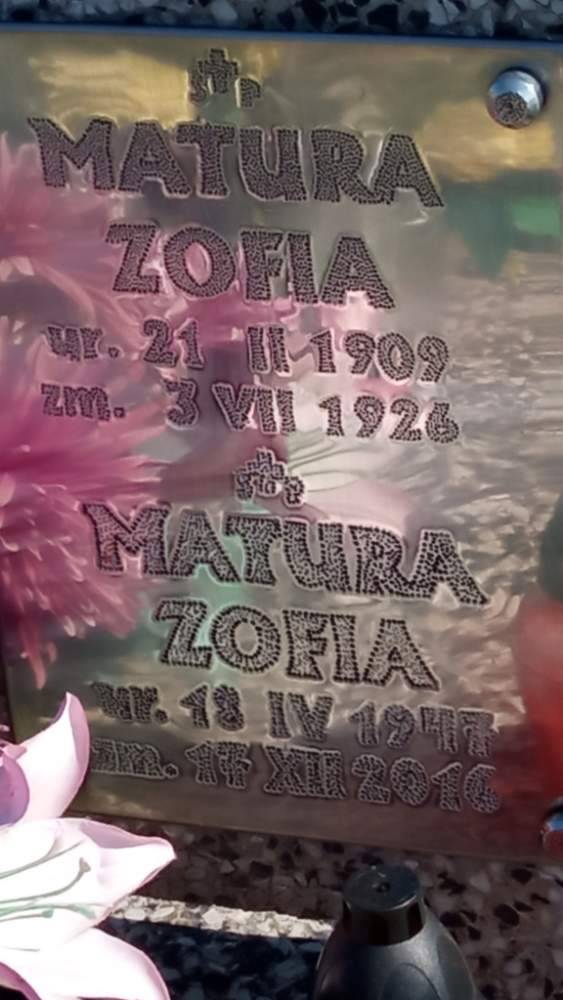 Ś†P
MATURA
ZOFIA
ur. 21 II 1909
zm. 3 VII 1926
Ś†P
MATURA
ZOFIA
ur. 18 IV 1947
zm. 17 XII 2016